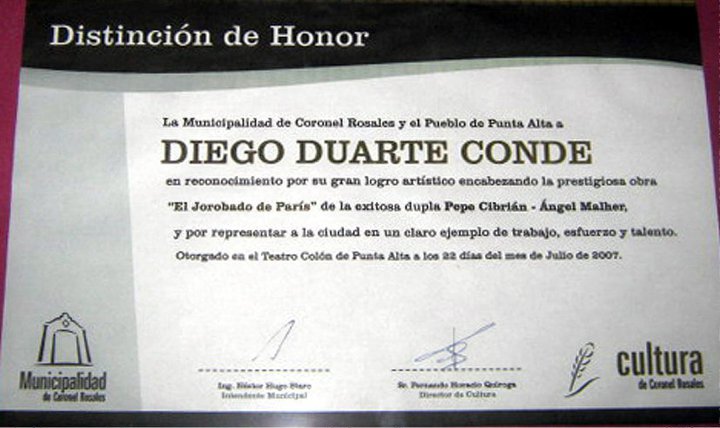 Distinción de Honor
La Municipalidad de Coronel Rosales y el Pueblo de Punta Alta a
DIEGO DUARTE CONDE
en reconocimiento por su gran logro artístico encabezando la prestigiosa obra
"El Jorobado de París" de la exitosa dupla Pepe Cibrián - Ángel Malher,
y por representar a la ciudad en un claro ejemplo de trabajo, esfuerzo y talento.
Otorgado en el Teatro Colón de Punta Alta a los 22 días del mes de Julio de 2007.
Ing. Néstor Hugo Starc
Intendente Municipal
Sr. Fernando Horacio Quiroga
Director de Cultura
Municipalidad
de Coronel Rosales
cultura
de Coronel Rosales